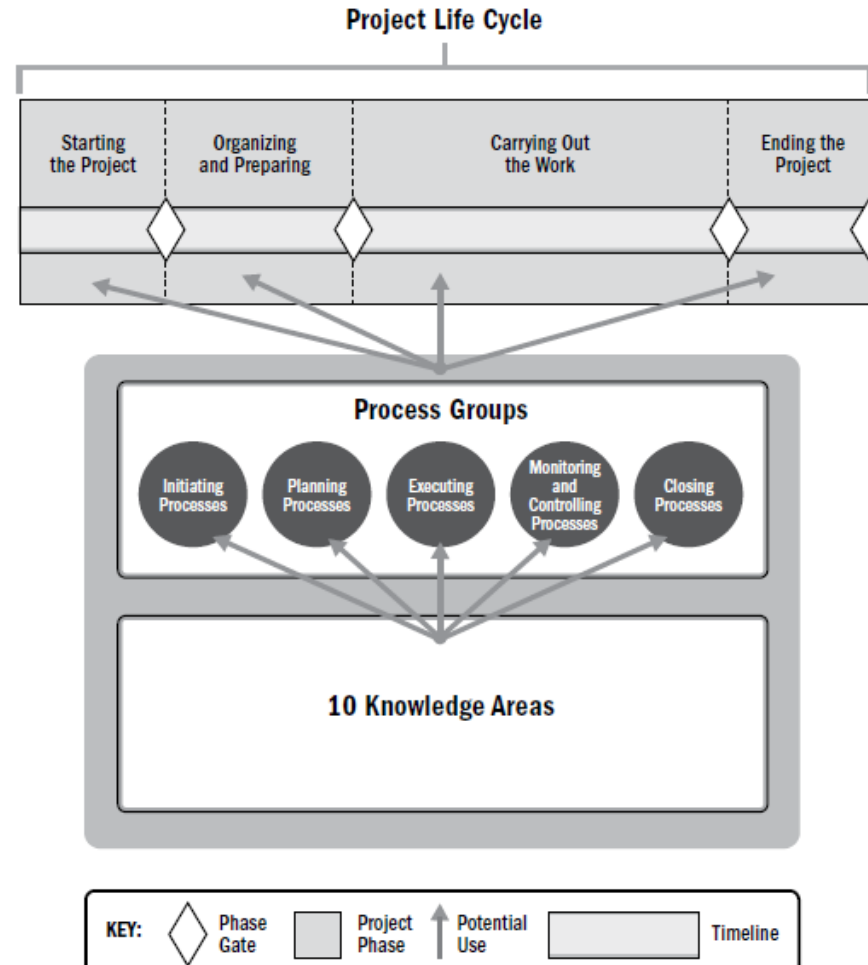 Project Life Cycle
Starting
the Project
Organizing
and Preparing
Carrying Out
the Work
Ending the
Project
Process Groups
Initiating
Processes
Planning
Processes
Executing
Processes
Monitoring
and
Controlling
Processes
Closing
Processes
10 Knowledge Areas
KEY:
Phase
Gate
Project
Phase
Potential
Use
Timeline